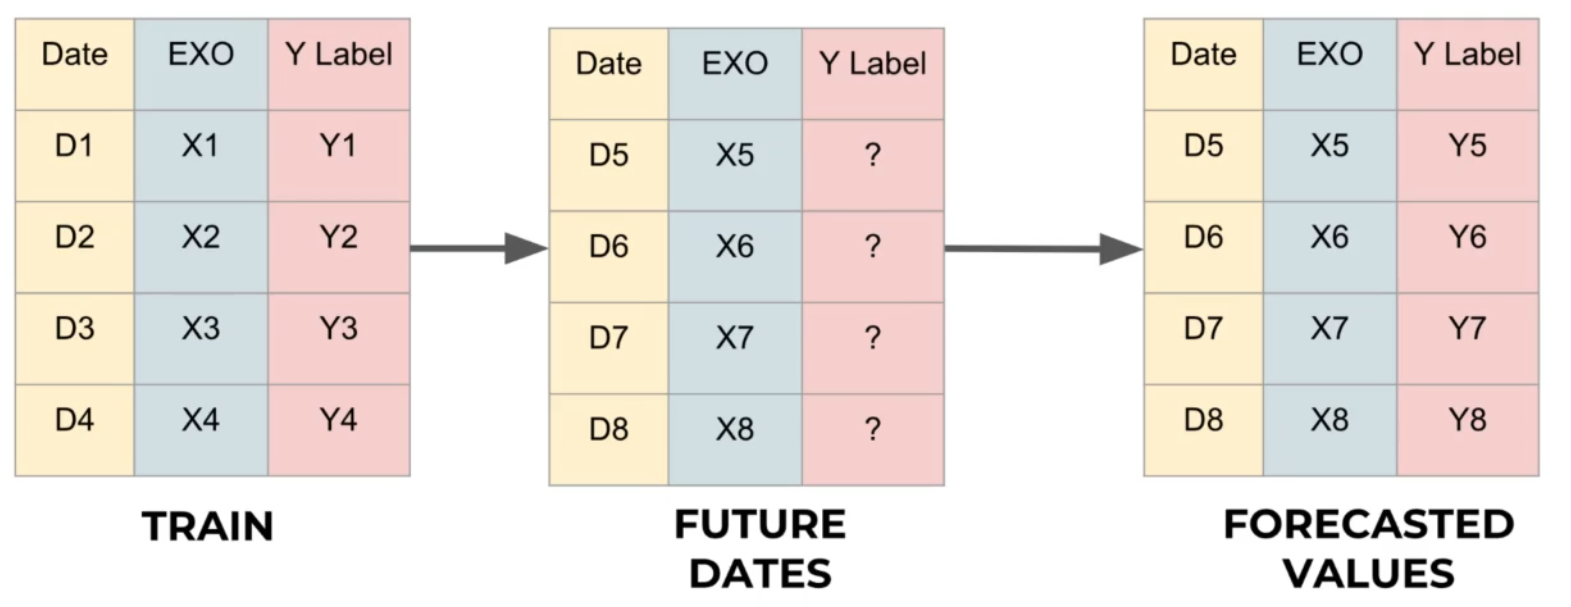 Date EXO Y Label
D1 X1 Y1
D2 X2 Y2
D3 X3 Y3
D4 X4 Y4
TRAIN
Date EXO Y Label
D5 X5 ?
D6 X6 ?
D7 X7 ?
D8 X8 ?
FUTURE
DATES
Date EXO Y Label
D5 X5 Y5
D6 X6 Y6
D7 X7 Y7
D8 X8 Y8
FORECASTED
VALUES